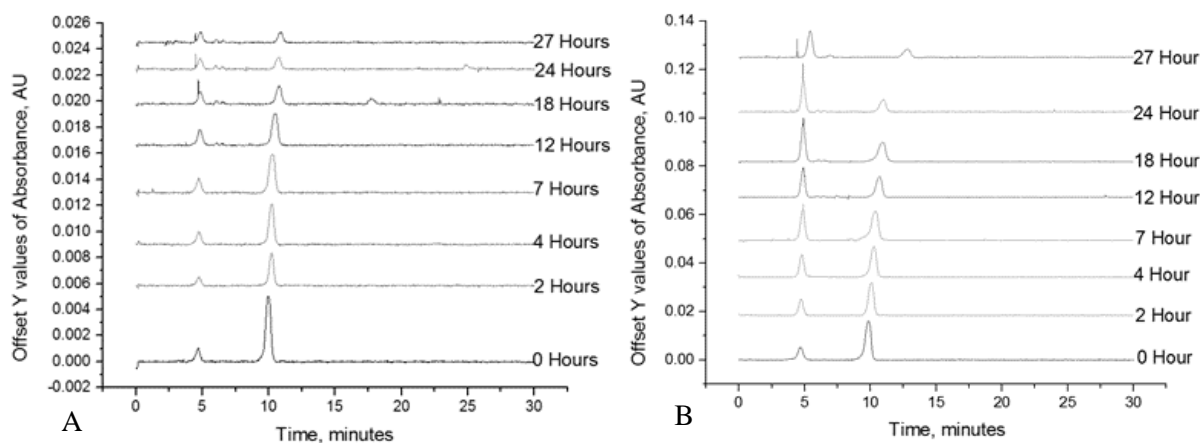 Offset Y values of Absorbance, AU
0.026
0.024
0.022
0.020
0.018
0.016
0.014
0.012
0.010
0.008
0.006
0.004
0.002
0.000
-0.002
27 Hours
24 Hours
18 Hours
12 Hours
7 Hours
4 Hours
2 Hours
0 Hours
0 5 10 15 20 25 30
Time, minutes
A
Offset Y values of Absorbance, AU
0.14
0.12
0.10
0.08
0.06
0.04
0.02
0.00
27 Hour
24 Hour
18 Hour
12 Hour
7 Hour
4 Hour
2 Hour
0 Hour
0 5 10 15 20 25 30
Time, minutes
B